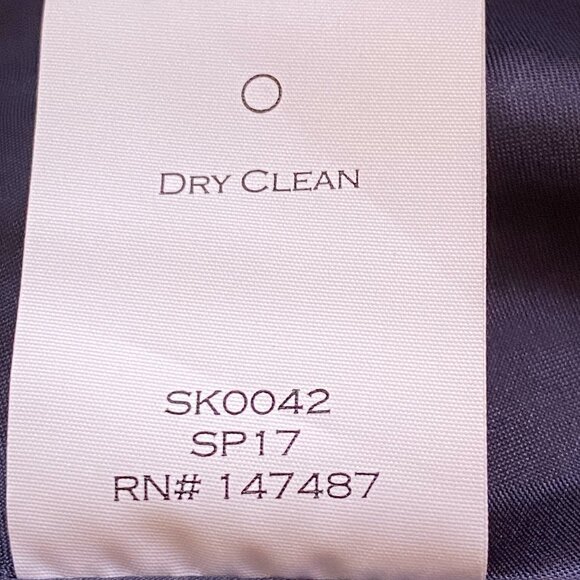 DRY CLEAN
SK0042
SP17
RN# 147487